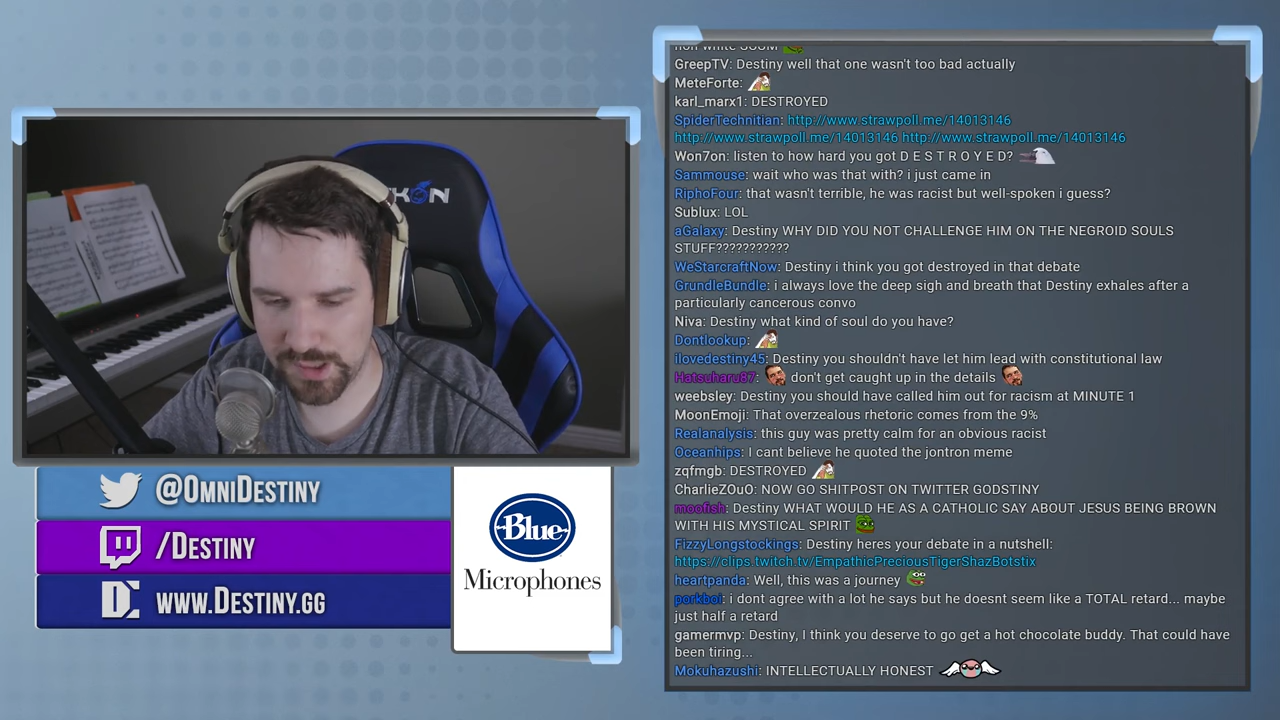 GreepTV: Destiny well that one wasn't too bad actually
MeteForte:
karl_marx1: DESTROYED
SpiderTechnitian: http://www.strawpoll.me/14013146
http://www.strawpoll.me/14013146 http://www.strawpoll.me/14013146
Won7on: listen to how hard you got D E S T R O Y E D?
Sammouse: wait who was that with? i just came in
RiphoFour: that wasn't terrible, he was racist but well-spoken i guess?
Sublux: LOL
aGalaxy: Destiny WHY DID YOU NOT CHALLENGE HIM ON THE NEGROID SOULS
STUFF???????????
WeStarcraftNow: Destiny i think you got destroyed in that debate
GrundleBundle: i always love the deep sigh and breath that Destiny exhales after a
particularly cancerous convo
Niva: Destiny what kind of soul do you have?
Dontlookup:
ilovedestiny45: Destiny you shouldn't have let him lead with constitutional law
Hatsuharu87: don't get caught up in the details
weebsley: Destiny you should have called him out for racism at MINUTE 1
MoonEmoji: That overzealous rhetoric comes from the 9%
Realanalysis: this guy was pretty calm for an obvious racist
Oceanhips: I cant believe he quoted the jontron meme
zqfmgb: DESTROYED
CharlieZOuO: NOW GO SHITPOST ON TWITTER GODSTINY
moofish: Destiny WHAT WOULD HE AS A CATHOLIC SAY ABOUT JESUS BEING BROWN
WITH HIS MYSTICAL SPIRIT
FizzyLongstockings: Destiny heres your debate in a nutshell:
https://clips.twitch.tv/EmpathicPreciousTigerShazBotstix
heartpanda: Well, this was a journey
porkboi: i dont agree with a lot he says but he doesnt seem like a TOTAL retard... maybe
just half a retard
gamermvp: Destiny, I think you deserve to go get a hot chocolate buddy. That could have
been tiring...
Mokuhazushi: INTELLECTUALLY HONEST
@OmniDestiny
/Destiny
www.Destiny.gg
Blue
Microphones